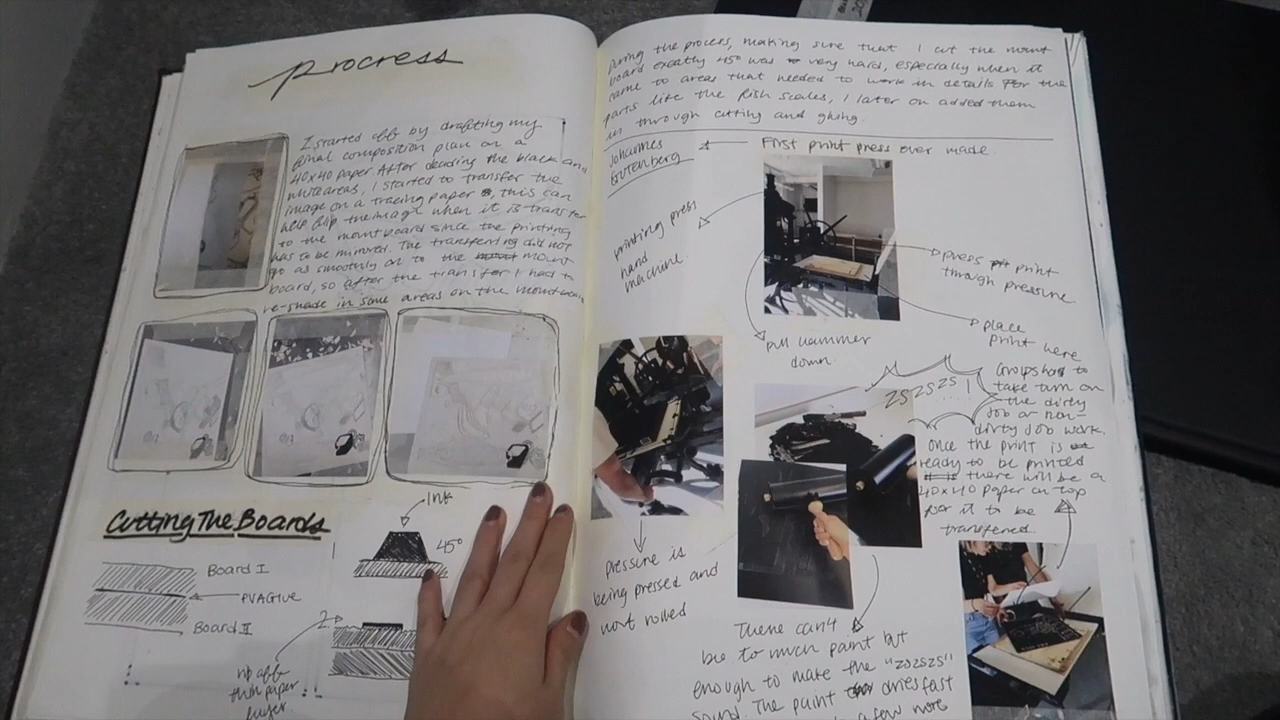 process
I started off by drafting my
final composition plan on a
40x40 paper. After deciding the black and
white areas, I started to transfer the
image on a tracing paper, this can
help flip the image when it is transfer
to the mountboard since the printing
has to be mirrored. The transferring did not
go as smoothly on to the mount
board, so after the transfer I had to
re-shade in some areas on the mountboard
Cutting The Boards
Board I
PVA Glue
Board II
Ink
1
45°
2.
thin paper
layer.
During the process, making sure that I cut the mount
board exactly 45° was very hard, especially when it
came to areas that needed to work in details for the
parts like the fish scales, I later on added them
in through cutting and gluing.
Johannes
Gutenberg
First print press ever made.
printing press
hand
machine
press print
through pressure
place
print here
pull hammer
down.
ZSZSZS!
Groups has to
take turn on
the dirty
Job or non-
dirty Job work.
once the print is
ready to be printed
there will be a
40x40 paper on top
for it to be
transferred.
pressure is
being pressed and
not rolled
There can't
be to much paint but
enough to make the "zszszs"
sound. The paint dries fast
a few more